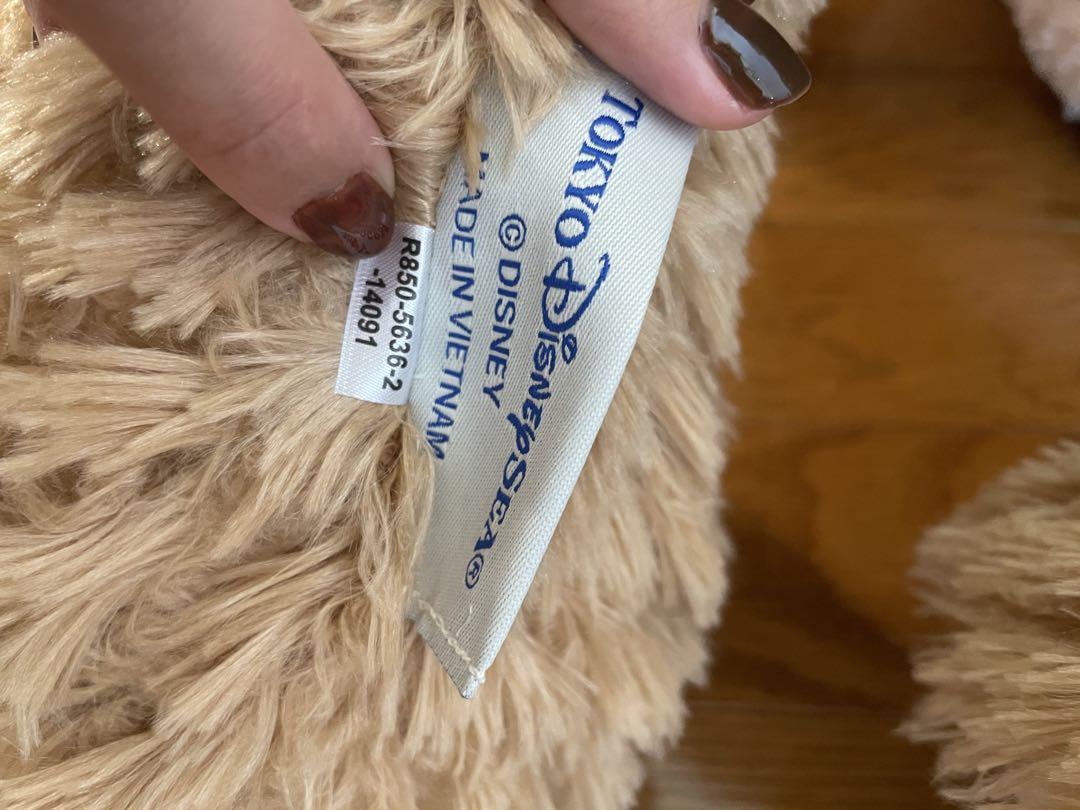 TOKYO DISNEYSEA®
© DISNEY
MADE IN VIETNAM
R850-5636-2
-14091